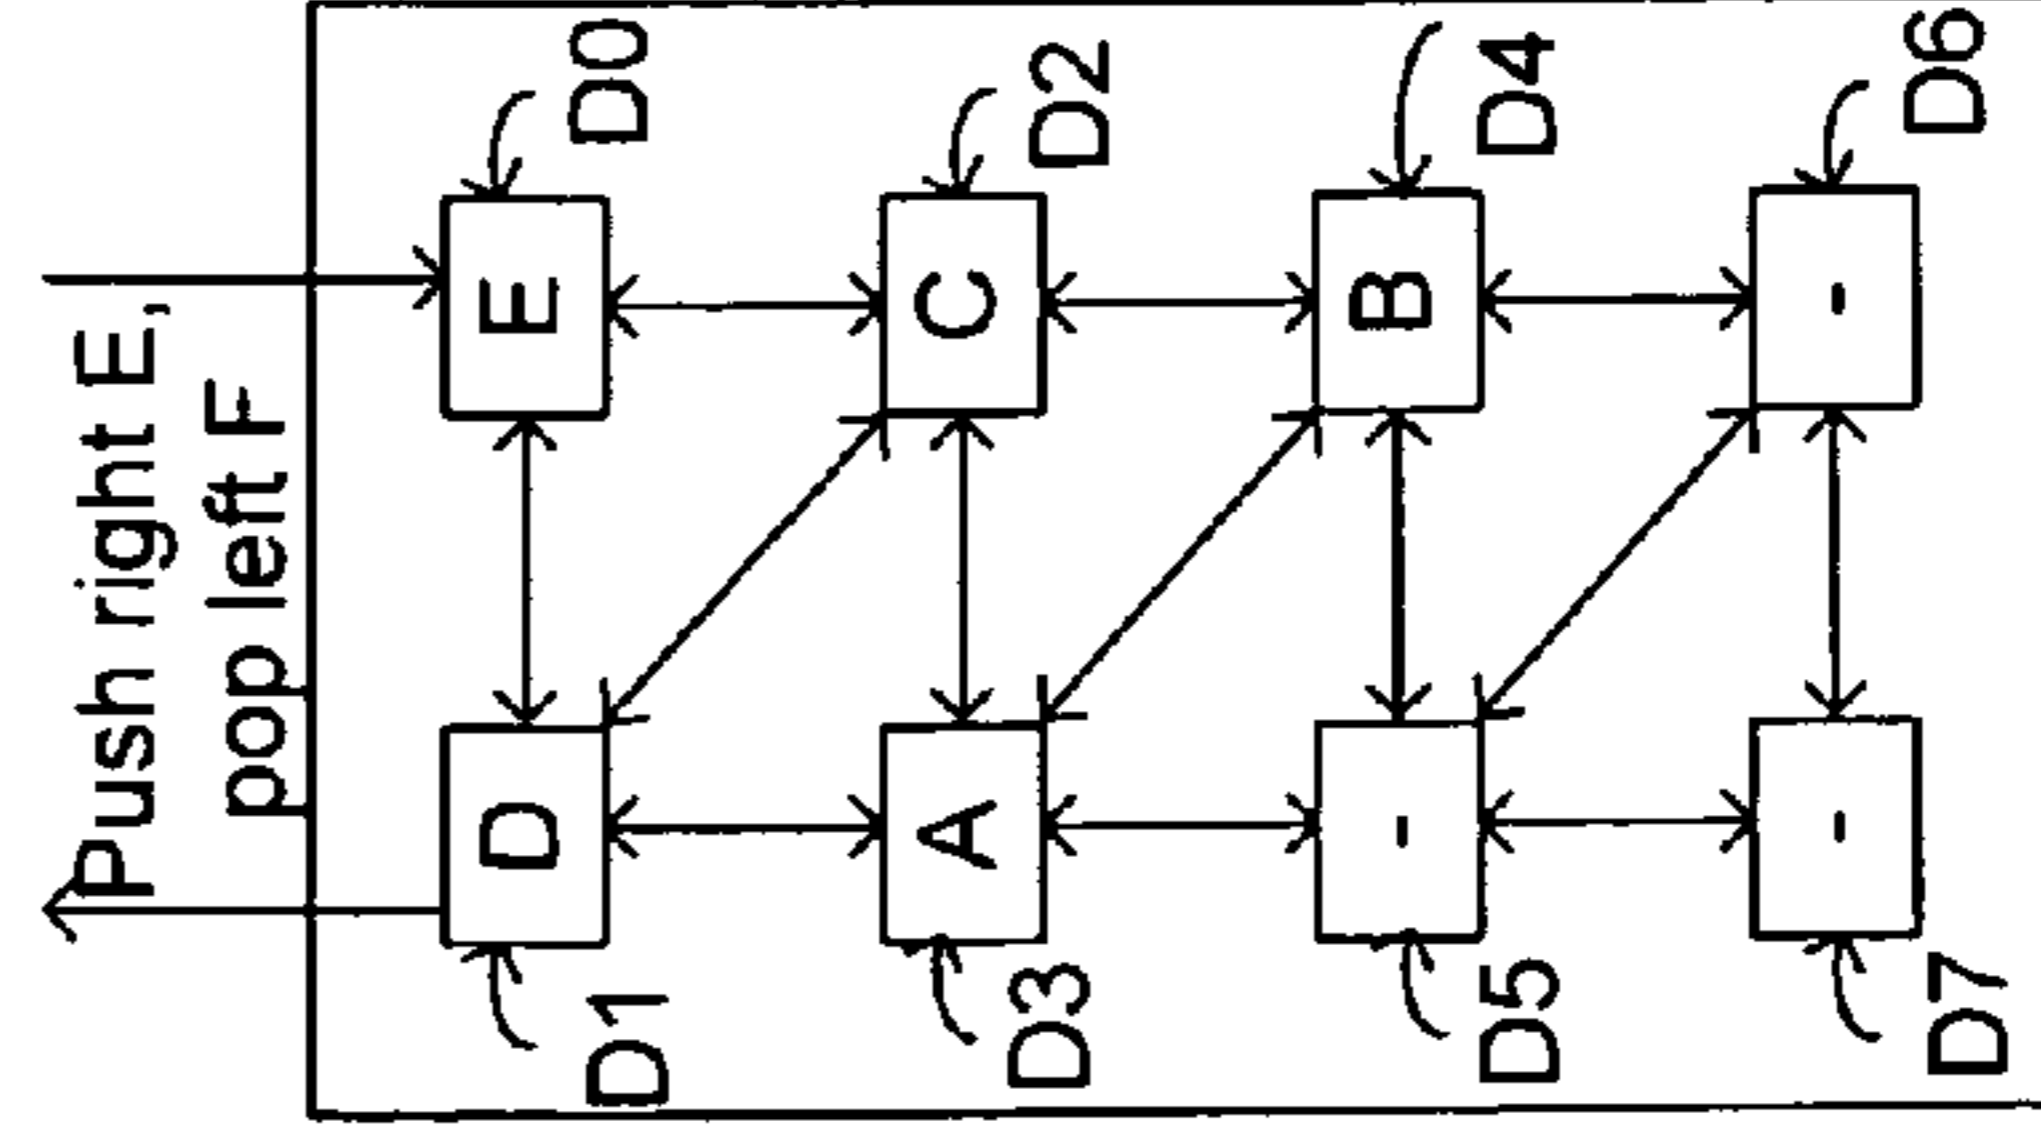 Push right E,
pop left F
D E
D1 D0
A C
D3 D2
- B
D5 D4
- -
D7 D6